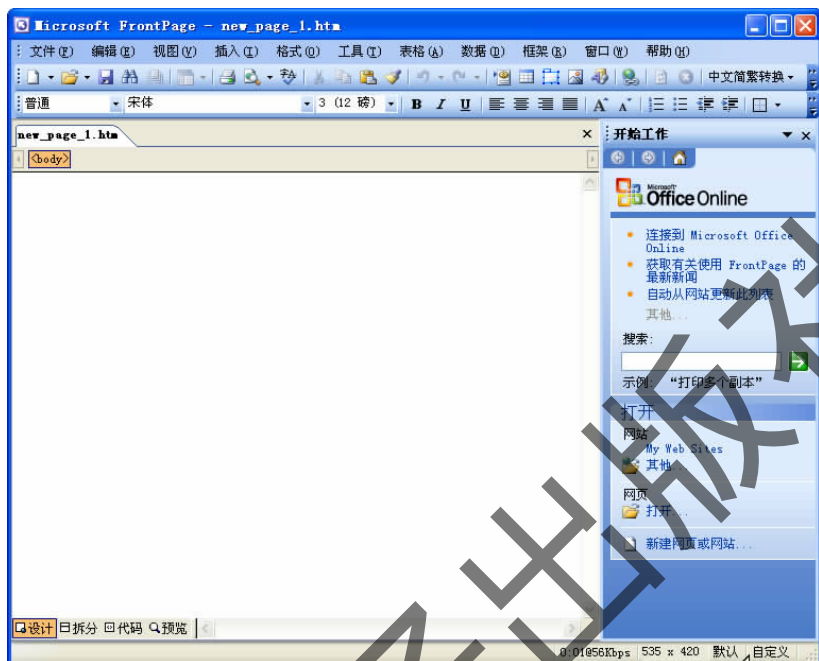 Microsoft FrontPage - new_page_1.htm
文件(F) 编辑(E) 视图(V) 插入(I) 格式(O) 工具(T) 表格(A) 数据(D) 框架(R) 窗口(W) 帮助(H)
中文简繁转换
普通 宋体 3 (12 磅) B I U A A
new_page_1.htm
开始工作
<body>
Microsoft Office Online
连接到 Microsoft Office Online
获取有关使用 FrontPage 的
最新新闻
自动从网站更新此列表
其他...
搜索:
示例: “打印多个副本”
打开
网站
My Web Sites
其他...
网页
打开...
新建网页或网站...
设计 拆分 代码 预览
0:01@56Kbps 535 x 420 默认 自定义
出版社